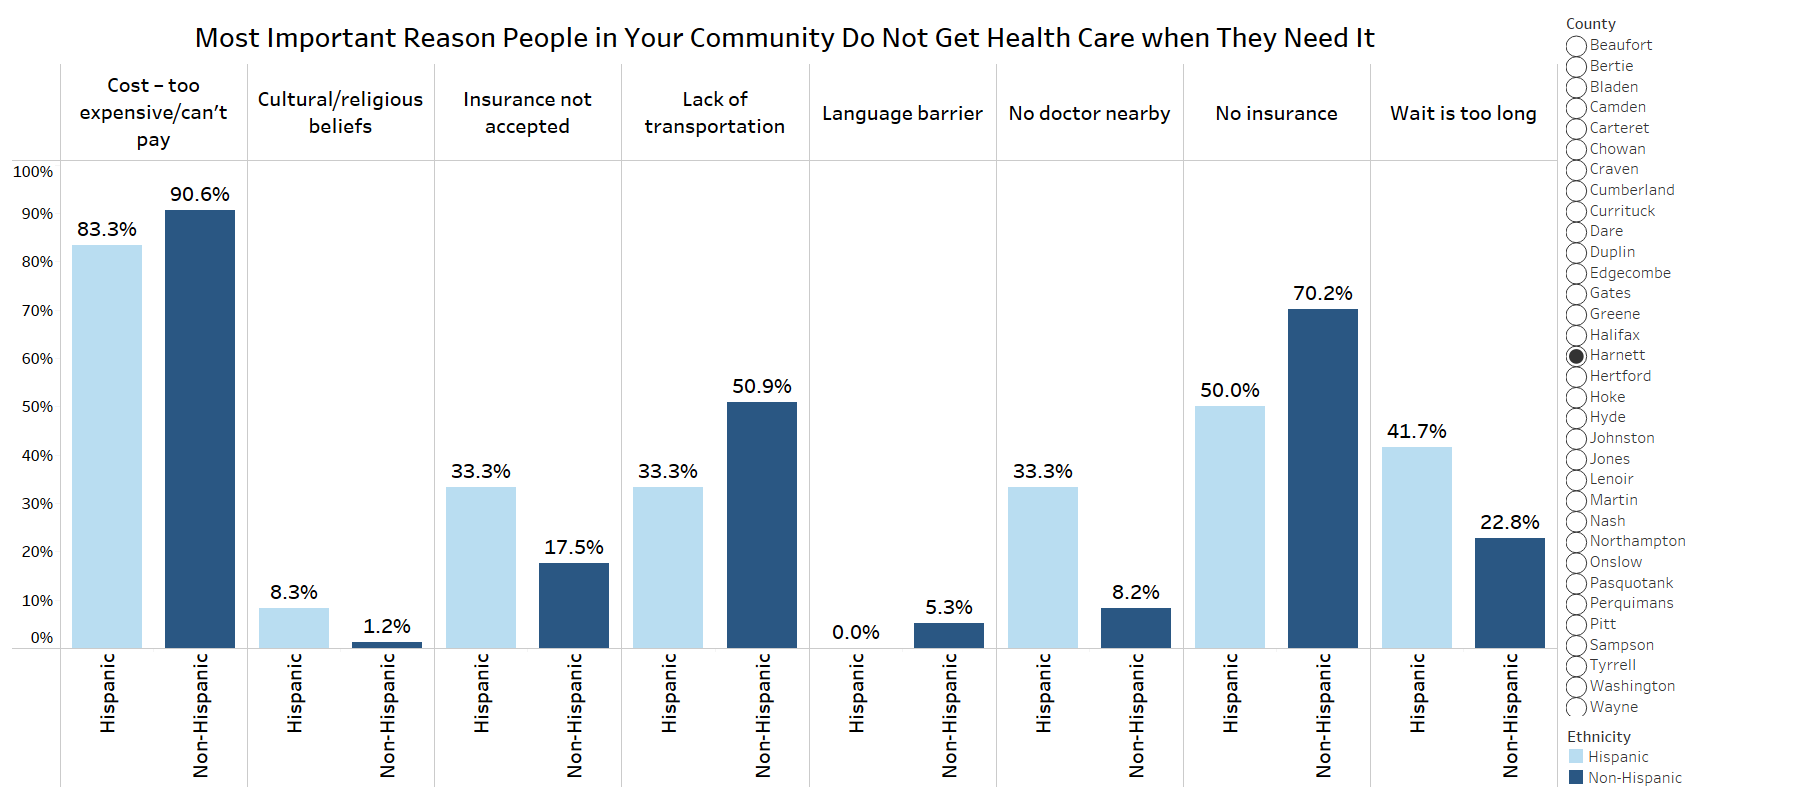 Most Important Reason People in Your Community Do Not Get Health Care when They Need It
Cost – too
expensive/can't
pay
Cultural/religious
beliefs
Insurance not
accepted
Lack of
transportation
Language barrier
No doctor nearby
No insurance
Wait is too long
100%
90%
80%
70%
60%
50%
40%
30%
20%
10%
0%
83.3%
90.6%
8.3%
1.2%
33.3%
17.5%
33.3%
50.9%
0.0%
5.3%
33.3%
8.2%
50.0%
70.2%
41.7%
22.8%
Hispanic
Non-Hispanic
Hispanic
Non-Hispanic
Hispanic
Non-Hispanic
Hispanic
Non-Hispanic
Hispanic
Non-Hispanic
Hispanic
Non-Hispanic
Hispanic
Non-Hispanic
Hispanic
Non-Hispanic
County
Beaufort
Bertie
Bladen
Camden
Carteret
Chowan
Craven
Cumberland
Currituck
Dare
Duplin
Edgecombe
Gates
Greene
Halifax
Harnett
Hertford
Hoke
Hyde
Johnston
Jones
Lenoir
Martin
Nash
Northampton
Onslow
Pasquotank
Perquimans
Pitt
Sampson
Tyrrell
Washington
Wayne
Ethnicity
Hispanic
Non-Hispanic